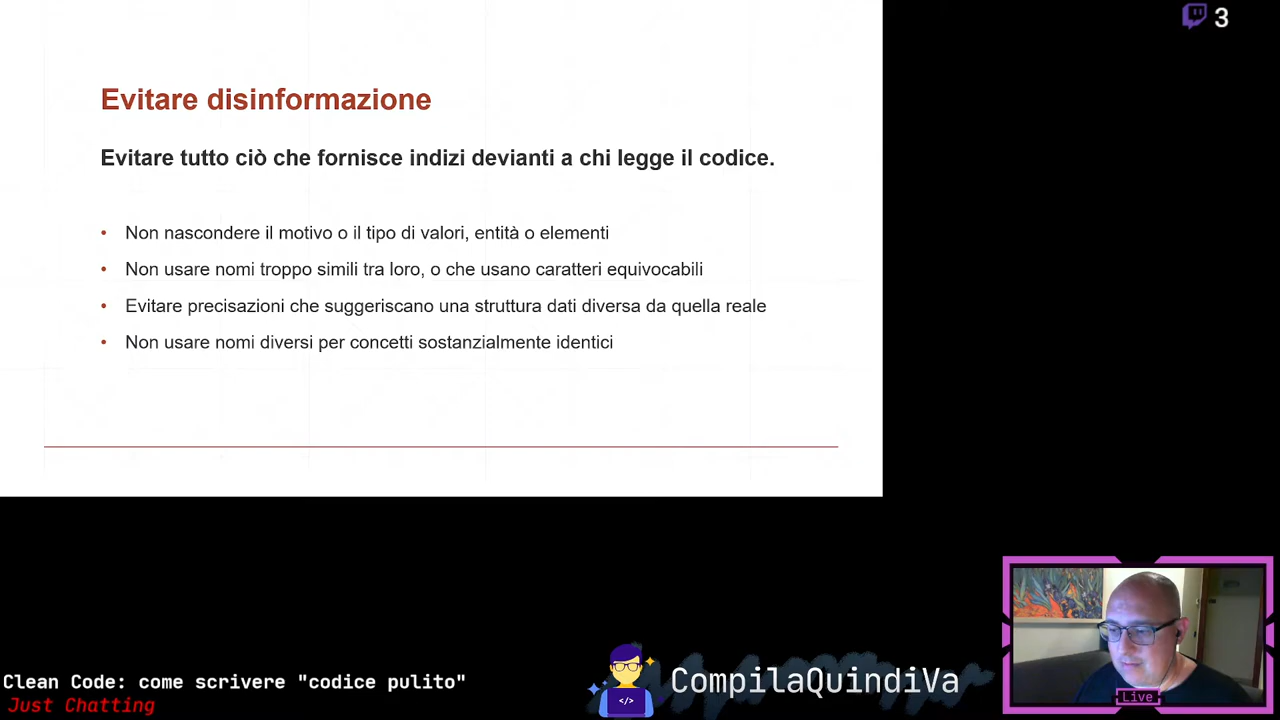 3
Evitare disinformazione
Evitare tutto ciò che fornisce indizi devianti a chi legge il codice.
• Non nascondere il motivo o il tipo di valori, entità o elementi
• Non usare nomi troppo simili tra loro, o che usano caratteri equivocabili
• Evitare precisazioni che suggeriscano una struttura dati diversa da quella reale
• Non usare nomi diversi per concetti sostanzialmente identici
Clean Code: come scrivere "codice pulito"
Just Chatting
</>
CompilaQuindiVa
Live